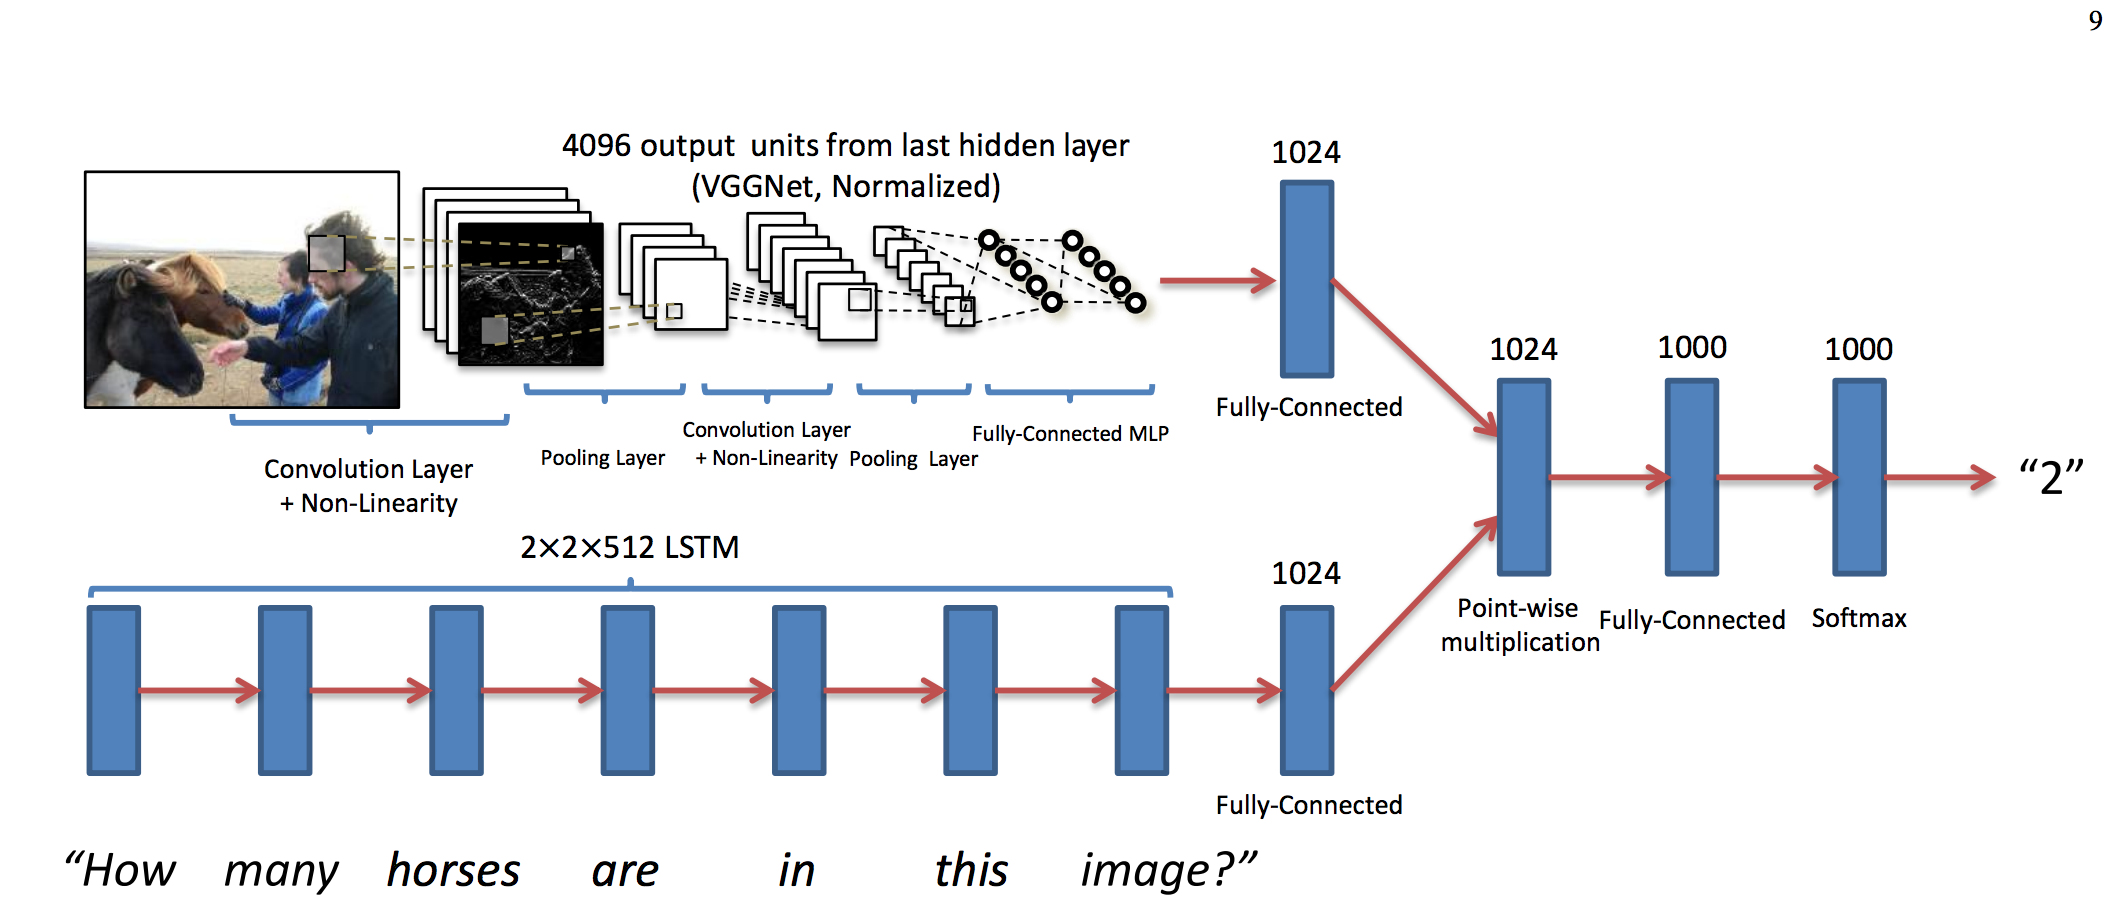 9
4096 output units from last hidden layer
(VGGNet, Normalized)
1024
Fully-Connected
Convolution Layer
+ Non-Linearity
Pooling Layer
Convolution Layer
+ Non-Linearity
Pooling Layer
Fully-Connected MLP
2×2×512 LSTM
1024
Fully-Connected
“How many horses are in this image?”
1024
Point-wise
multiplication
1000
Fully-Connected
1000
Softmax
“2”